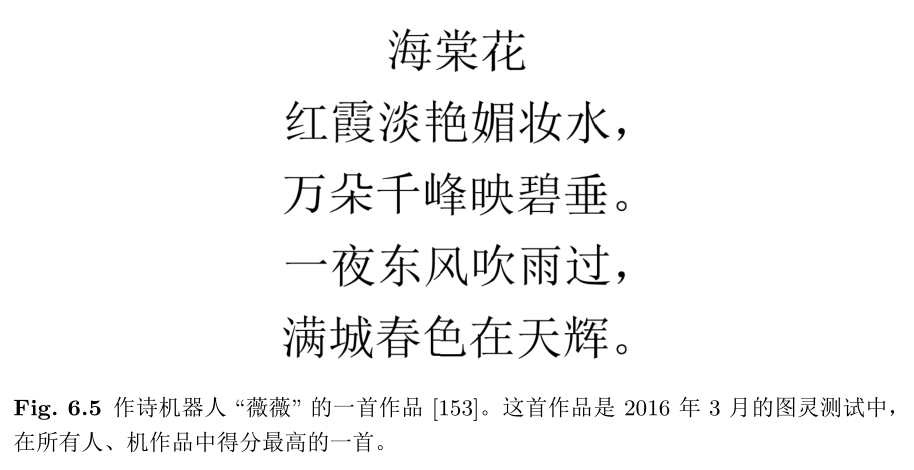 海棠花
红霞淡艳媚妆水，
万朵千峰映碧垂。
一夜东风吹雨过，
满城春色在天辉。
Fig. 6.5 作诗机器人 “薇薇” 的一首作品 [153]。这首作品是 2016 年 3 月的图灵测试中，
在所有人、机作品中得分最高的一首。